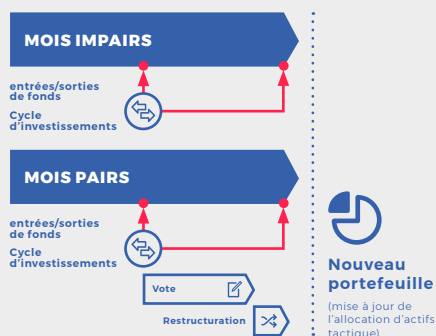 MOIS IMPAIRS
entrées/sorties
de fonds
Cycle
d’investissements
MOIS PAIRS
entrées/sorties
de fonds
Cycle
d’investissements
Vote
Restructuration
Nouveau
portefeuille
(mise à jour de
l’allocation d’actifs
tactique)